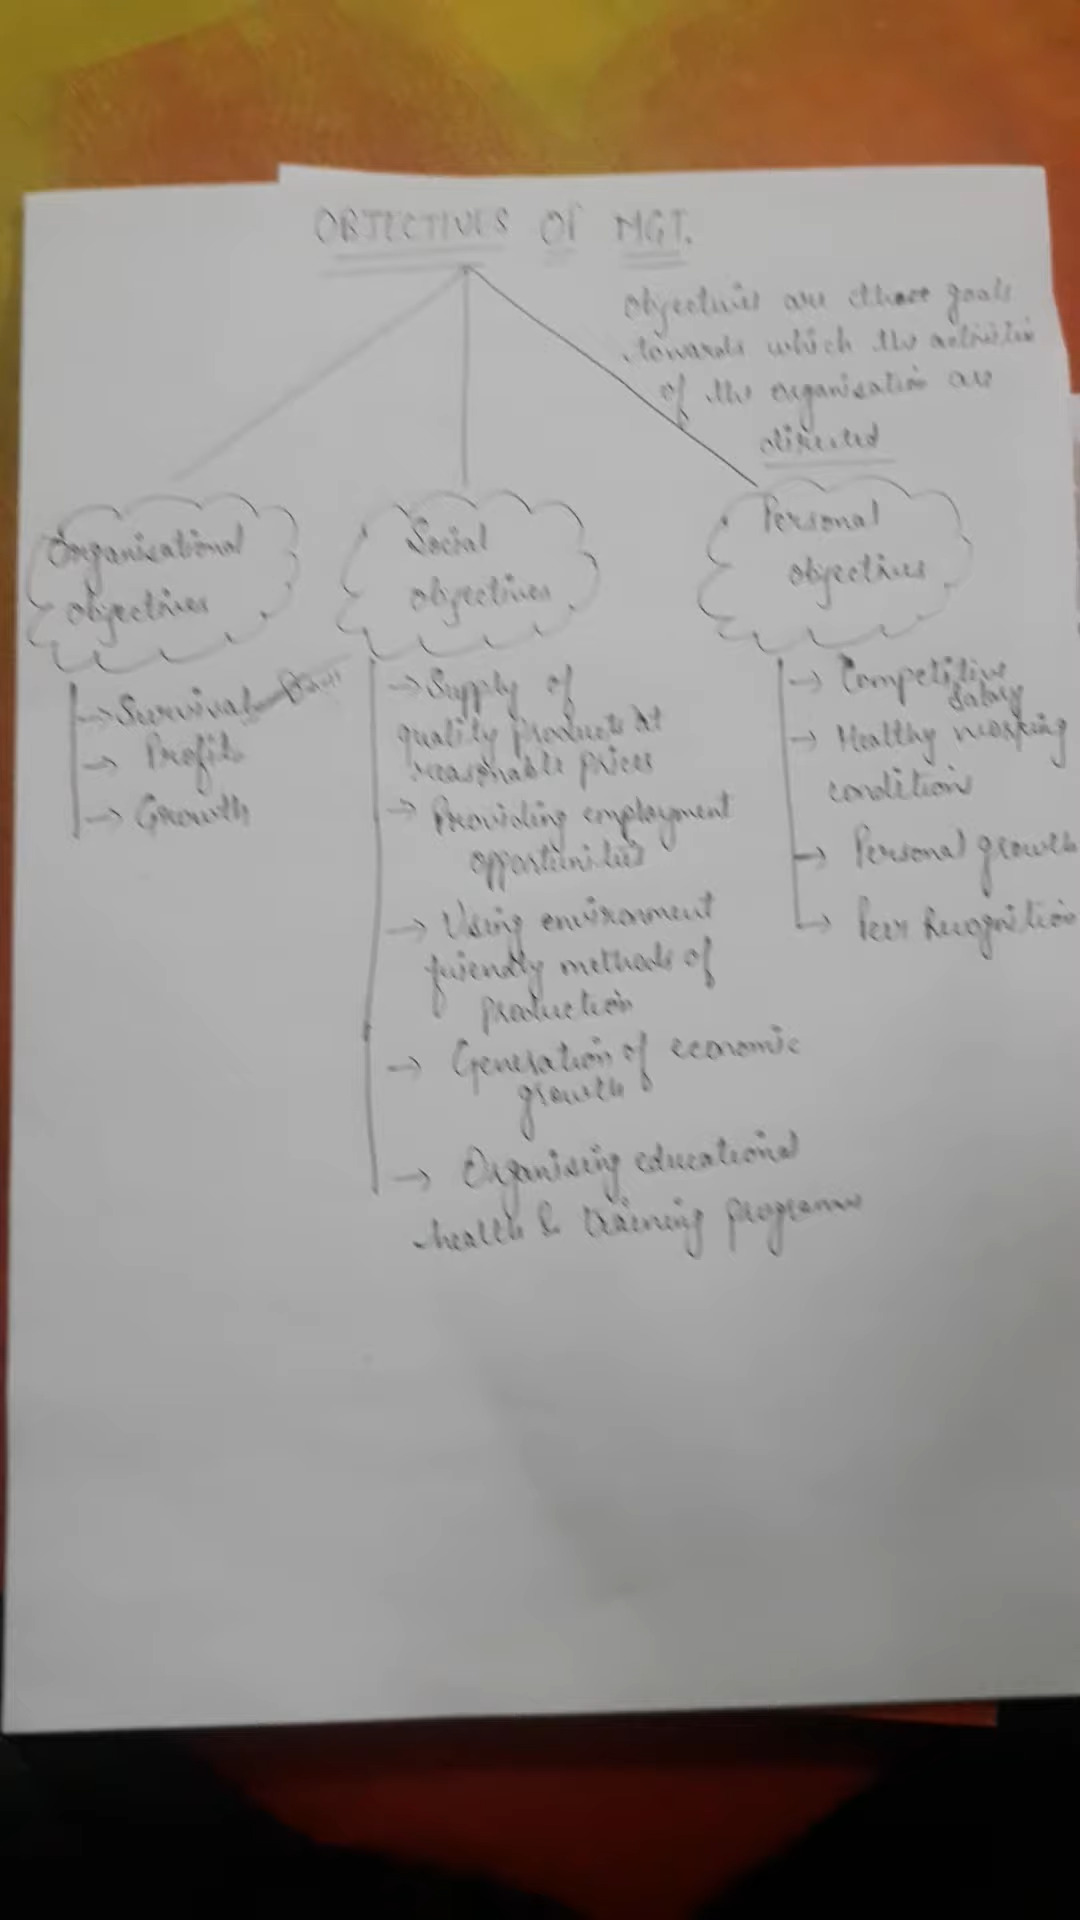 OBJECTIVES OF MGT.
Objectives are those goals
towards which the activities
of the organisation are
directed
Organisational
objectives
Social
objectives
Personal
objectives
→ Survival
→ Profit
→ Growth
→ Supply of
quality products at
reasonable prices
→ Providing employment
opportunities
→ Using environment
friendly methods of
production
→ Generation of economic
growth
→ Organising educational
health & training programs
→ Competitive
salary
→ Healthy working
condition
→ Personal growth
→ Peer Recognition